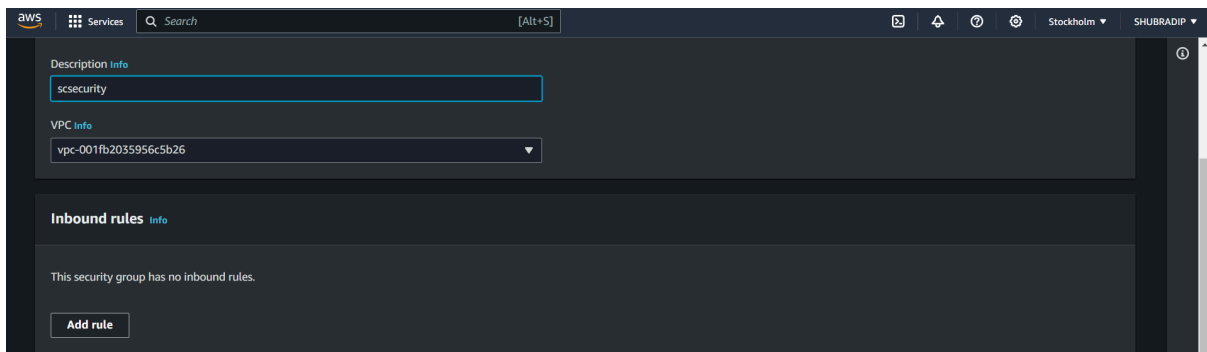 aws Services Search [Alt+S] Stockholm SHUBRADIP
Description Info
scsecurity
VPC Info
vpc-001fb2035956c5b26
Inbound rules Info
This security group has no inbound rules.
Add rule